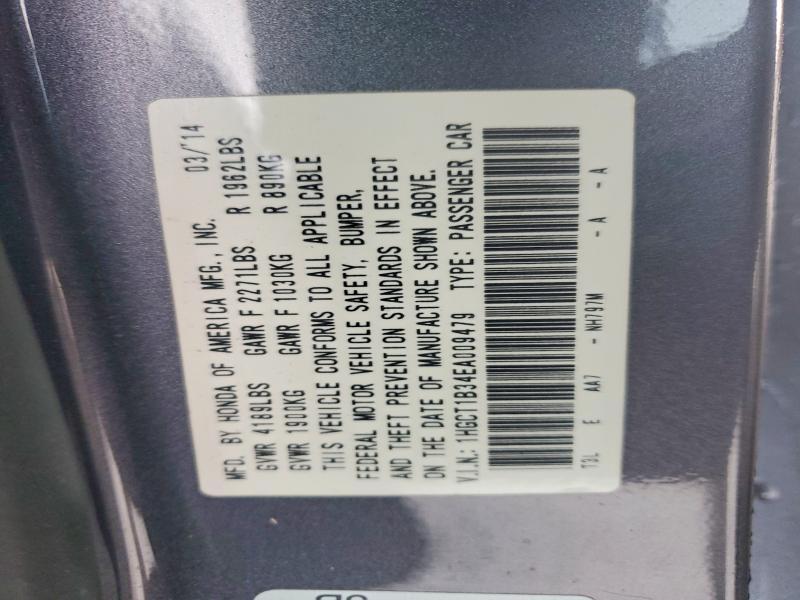 MFD. BY HONDA OF AMERICA MFG., INC. 03/'14
GVWR 4189LBS GAWR F 2271LBS R 1962LBS
GVWR 1900KG GAWR F 1030KG R 890KG
THIS VEHICLE CONFORMS TO ALL APPLICABLE
FEDERAL MOTOR VEHICLE SAFETY, BUMPER,
AND THEFT PREVENTION STANDARDS IN EFFECT
ON THE DATE OF MANUFACTURE SHOWN ABOVE.
V.I.N.: 1HGCT1B34EA009479 TYPE: PASSENGER CAR
T3L E AA7 - NH797M - A - A